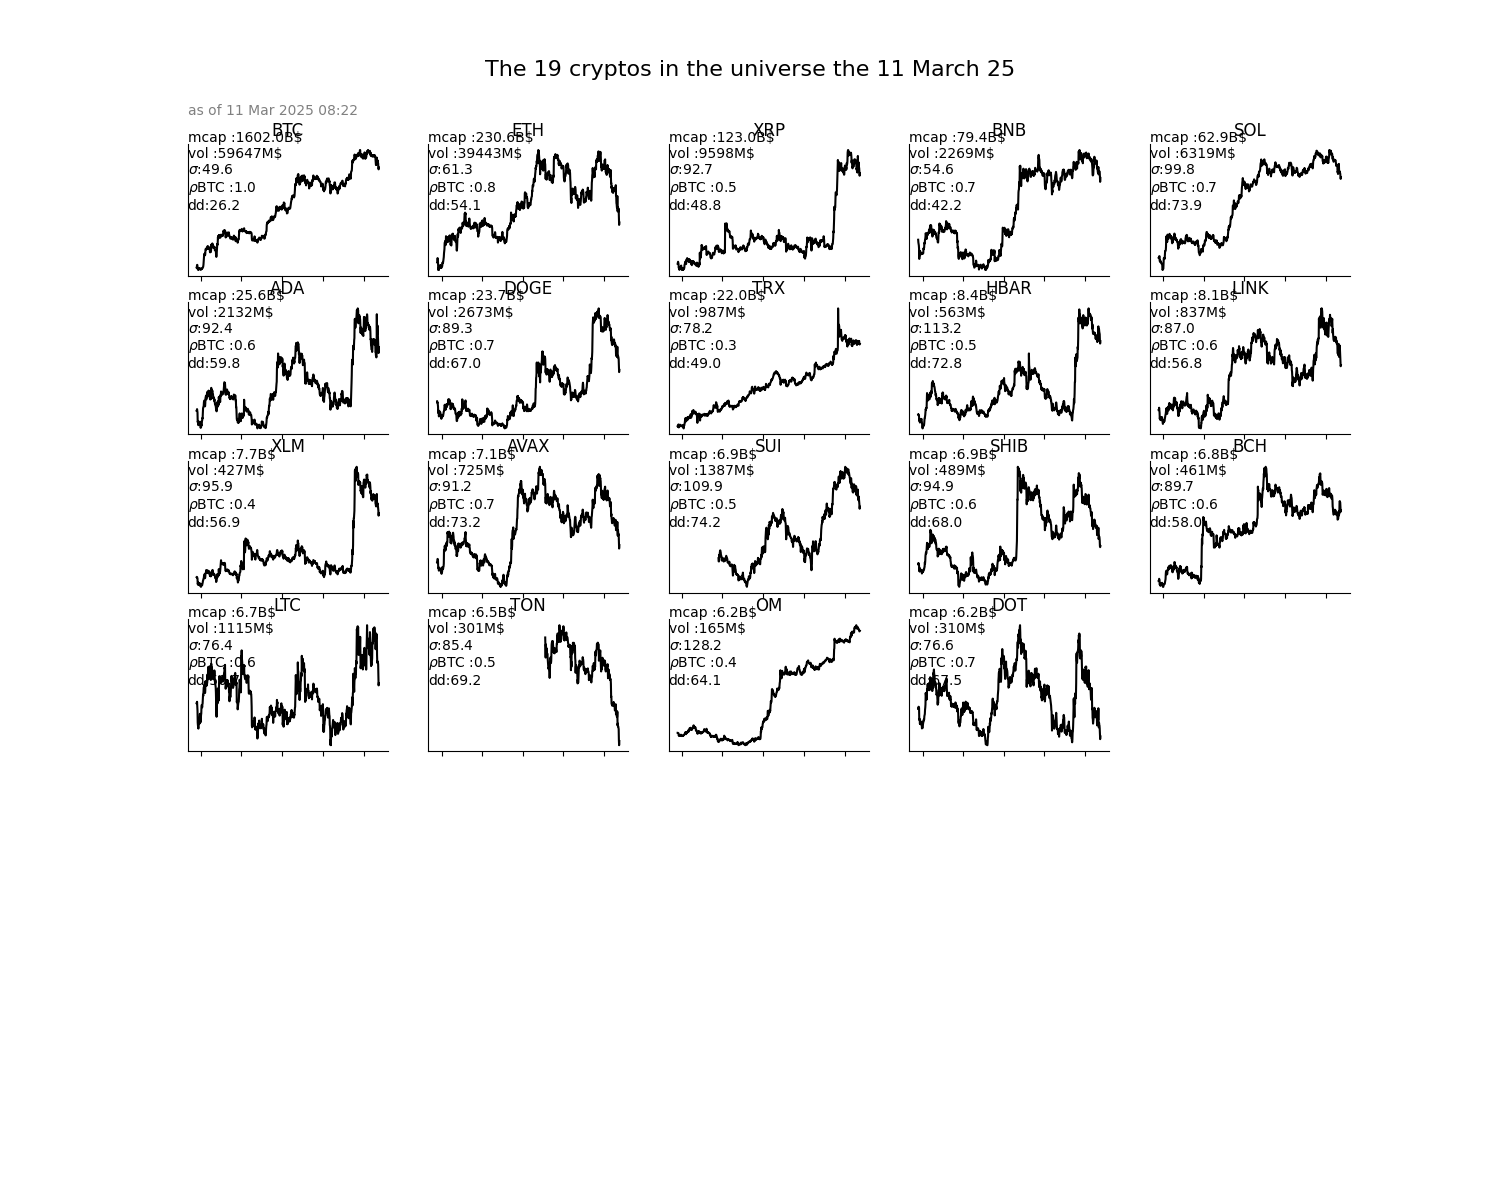 The 19 cryptos in the universe the 11 March 25
as of 11 Mar 2025 08:22
BTC
mcap :1602.0B$
vol :59647M$
σ:49.6
ρBTC :1.0
dd:26.2
ETH
mcap :230.6B$
vol :39443M$
σ:61.3
ρBTC :0.8
dd:54.1
XRP
mcap :123.0B$
vol :9598M$
σ:92.7
ρBTC :0.5
dd:48.8
BNB
mcap :79.4B$
vol :2269M$
σ:54.6
ρBTC :0.7
dd:42.2
SOL
mcap :62.9B$
vol :6319M$
σ:99.8
ρBTC :0.7
dd:73.9
ADA
mcap :25.6B$
vol :2132M$
σ:92.4
ρBTC :0.6
dd:59.8
DOGE
mcap :23.7B$
vol :2673M$
σ:89.3
ρBTC :0.7
dd:67.0
TRX
mcap :22.0B$
vol :987M$
σ:78.2
ρBTC :0.3
dd:49.0
HBAR
mcap :8.4B$
vol :563M$
σ:113.2
ρBTC :0.5
dd:72.8
LINK
mcap :8.1B$
vol :837M$
σ:87.0
ρBTC :0.6
dd:56.8
XLM
mcap :7.7B$
vol :427M$
σ:95.9
ρBTC :0.4
dd:56.9
AVAX
mcap :7.1B$
vol :725M$
σ:91.2
ρBTC :0.7
dd:73.2
SUI
mcap :6.9B$
vol :1387M$
σ:109.9
ρBTC :0.5
dd:74.2
SHIB
mcap :6.9B$
vol :489M$
σ:94.9
ρBTC :0.6
dd:68.0
BCH
mcap :6.8B$
vol :461M$
σ:89.7
ρBTC :0.6
dd:58.0
LTC
mcap :6.7B$
vol :1115M$
σ:76.4
ρBTC :0.6
TON
mcap :6.5B$
vol :301M$
σ:85.4
ρBTC :0.5
dd:69.2
OM
mcap :6.2B$
vol :165M$
σ:128.2
ρBTC :0.4
dd:64.1
DOT
mcap :6.2B$
vol :310M$
σ:76.6
ρBTC :0.7
dd:67.5